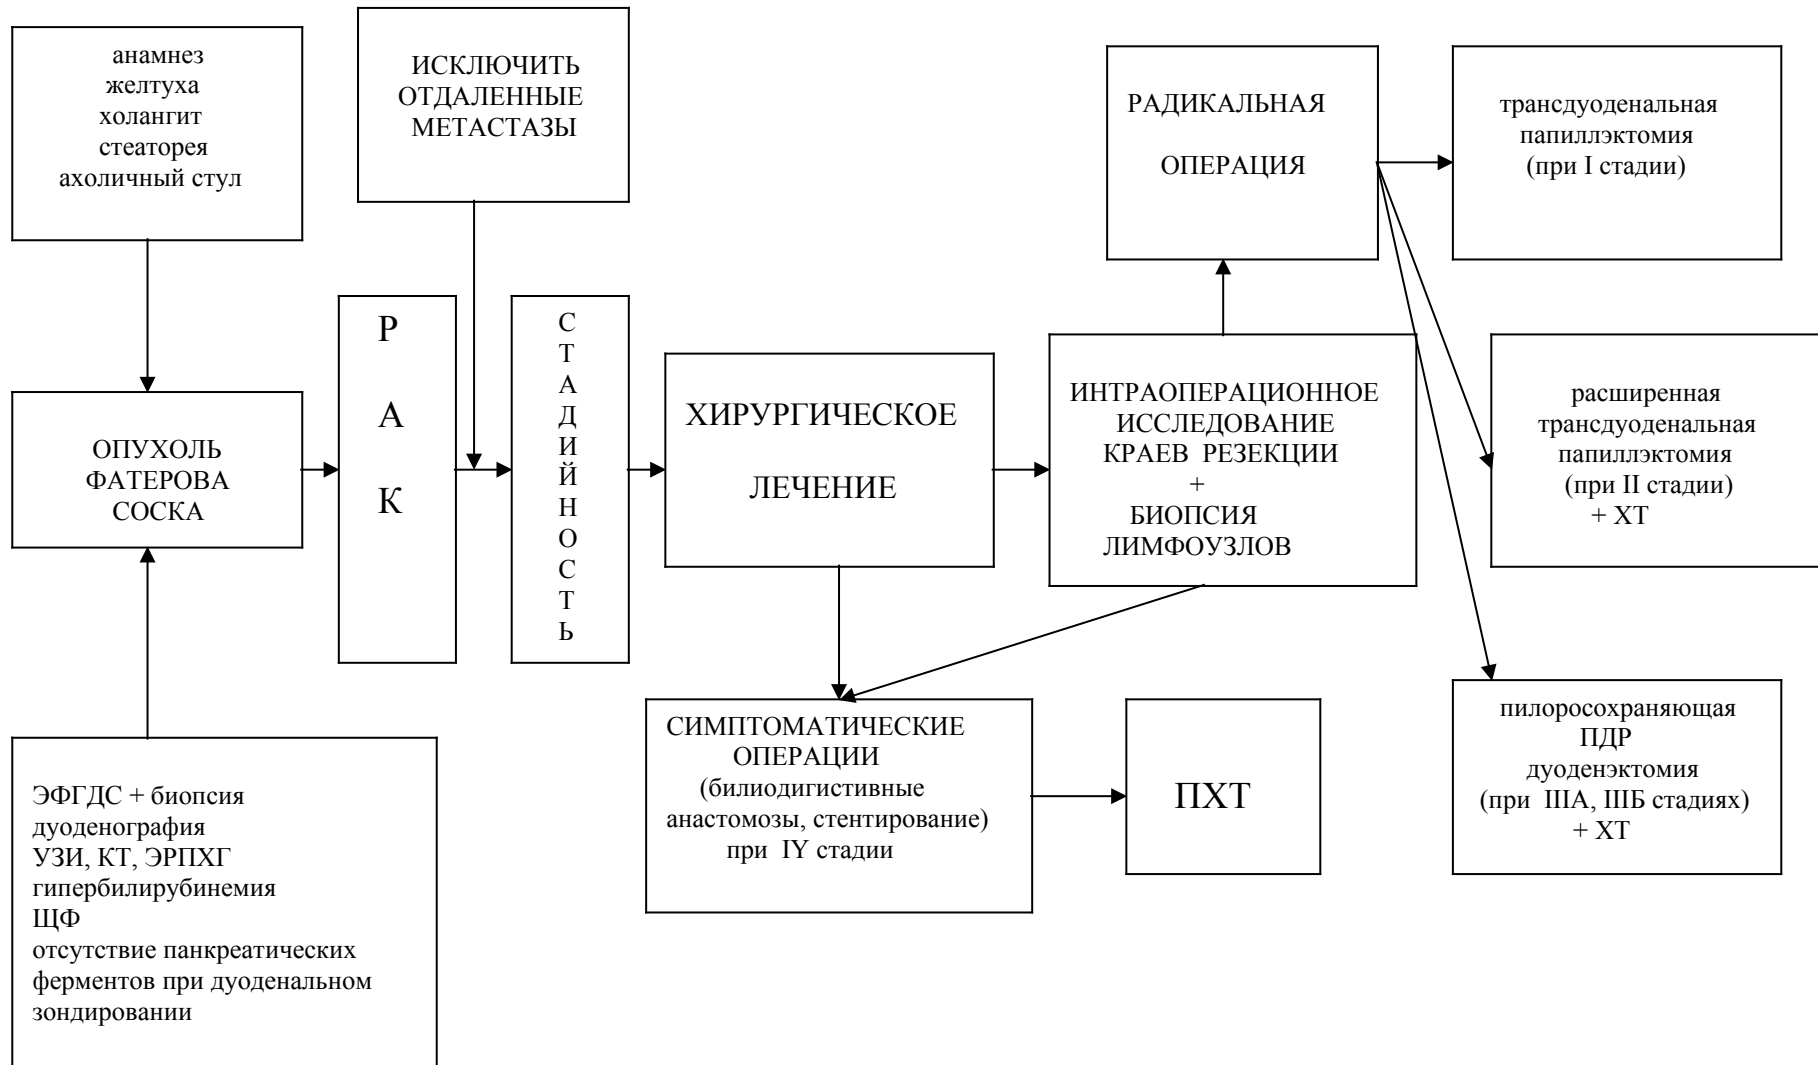 анамнез
желтуха
холангит
стеаторея
ахоличный стул
ИСКЛЮЧИТЬ
ОТДАЛЕННЫЕ
МЕТАСТАЗЫ
РАДИКАЛЬНАЯ
ОПЕРАЦИЯ
трансдуоденальная
папиллэктомия
(при I стадии)
ОПУХОЛЬ
ФАТЕРОВА
СОСКА
Р
А
К
С
Т
А
Д
И
Й
Н
О
С
Т
Ь
ХИРУРГИЧЕСКОЕ
ЛЕЧЕНИЕ
ИНТРАОПЕРАЦИОННОЕ
ИССЛЕДОВАНИЕ
КРАЕВ РЕЗЕКЦИИ
+
БИОПСИЯ
ЛИМФОУЗЛОВ
расширенная
трансдуоденальная
папиллэктомия
(при II стадии)
+ ХТ
ЭФГДС + биопсия
дуоденография
УЗИ, КТ, ЭРПХГ
гипербилирубинемия
ЩФ
отсутствие панкреатических
ферментов при дуоденальном
зондировании
СИМПТОМАТИЧЕСКИЕ
ОПЕРАЦИИ
(билиодигистивные
анастомозы, стентирование)
при IY стадии
ПХТ
пилоросохраняющая
ПДР
дуоденэктомия
(при IIIА, IIIБ стадиях)
+ ХТ